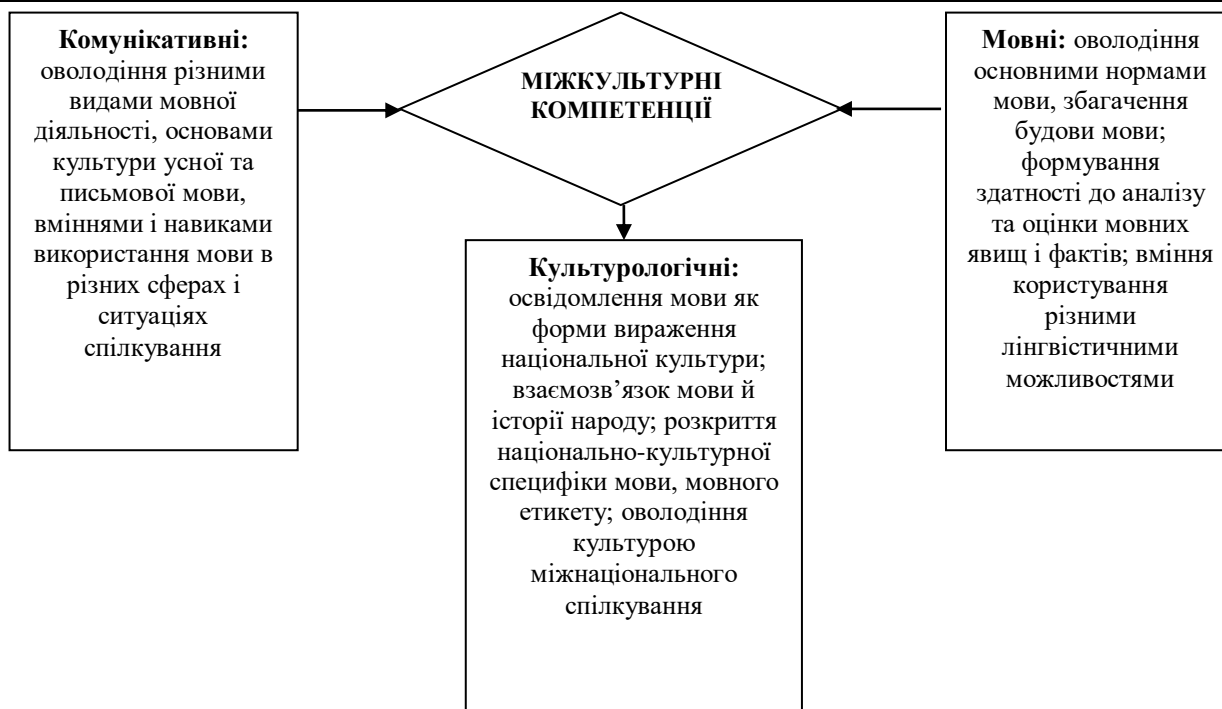 Комунікативні:
оволодіння різними
видами мовної
діяльності, основами
культури усної та
письмової мови,
вміннями і навиками
використання мови в
різних сферах і
ситуаціях
спілкування
МІЖКУЛЬТУРНІ
КОМПЕТЕНЦІЇ
Мовні: оволодіння
основними нормами
мови, збагачення
будови мови;
формування
здатності до аналізу
та оцінки мовних
явищ і фактів; вміння
користування
різними
лінгвістичними
можливостями
Культурологічні:
освідомлення мови як
форми вираження
національної культури;
взаємозв’язок мови й
історії народу; розкриття
національно-культурної
специфіки мови, мовного
етикету; оволодіння
культурою
міжнаціонального
спілкування